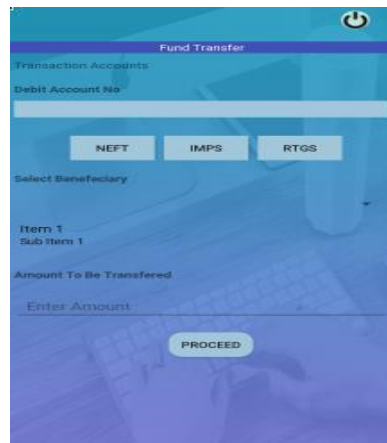 Fund Transfer
Transaction Accounts
Debit Account No
NEFT IMPS RTGS
Select Benefeciary
Item 1
Sub Item 1
Amount To Be Transfered
Enter Amount
PROCEED